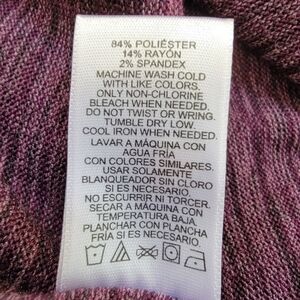 84% POLIÉSTER
14% RAYÓN
2% SPANDEX
MACHINE WASH COLD
WITH LIKE COLORS.
ONLY NON-CHLORINE
BLEACH WHEN NEEDED.
DO NOT TWIST OR WRING.
TUMBLE DRY LOW.
COOL IRON WHEN NEEDED.
LAVAR A MÁQUINA CON
AGUA FRÍA
CON COLORES SIMILARES.
USAR SOLAMENTE
BLANQUEADOR SIN CLORO
SI ES NECESARIO.
NO ESCURRIR NI TORCER.
SECAR A MÁQUINA CON
TEMPERATURA BAJA.
PLANCHAR CON PLANCHA
FRÍA SI ES NECESARIO.